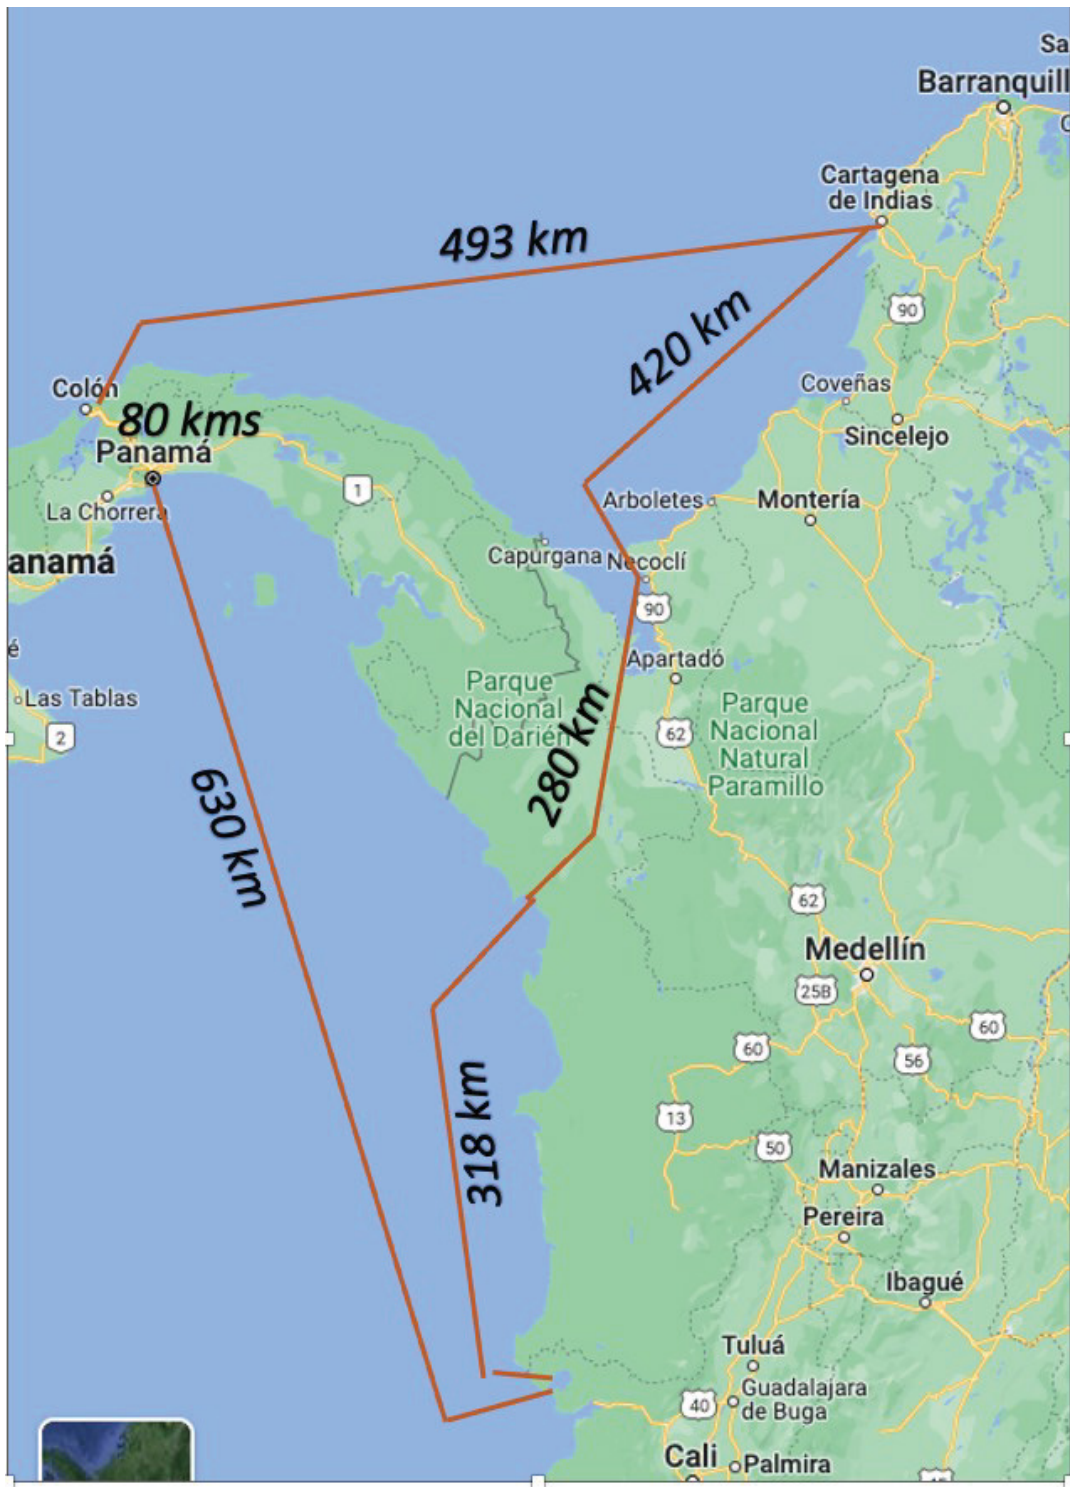 Sa
Barranquill
C
Cartagena
de Indias
493 km
90
420 km
Colón
Coveñas
80 kms
Sincelejo
Panamá
1
Arboletes
Montería
La Chorrera
Capurgana
Necoclí
anamá
90
é
Apartadó
Parque
Nacional
del Darién
Las Tablas
Parque
Nacional
Natural
Paramillo
2
62
280 km
630 km
62
Medellín
25B
60
60
56
318 km
13
50
Manizales
Pereira
Ibagué
Tuluá
Guadalajara
de Buga
40
Cali
Palmira